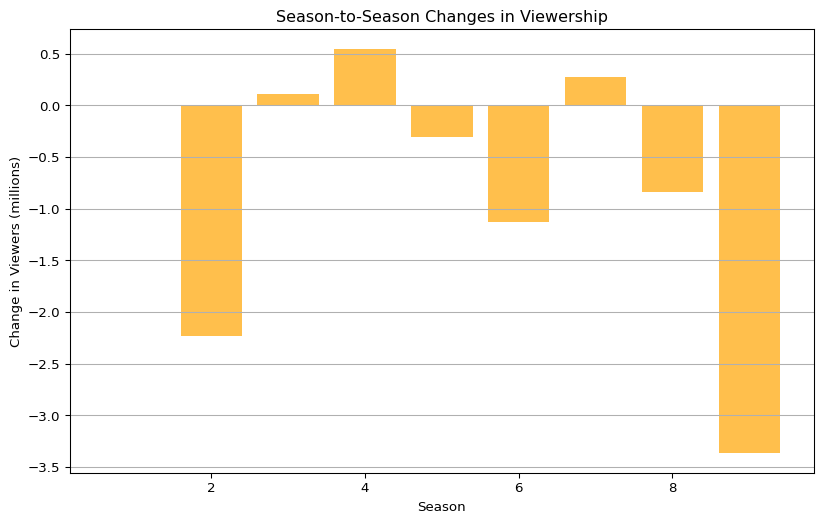 Season-to-Season Changes in Viewership
Change in Viewers (millions)
0.5
0.0
−0.5
−1.0
−1.5
−2.0
−2.5
−3.0
−3.5
2 4 6 8
Season